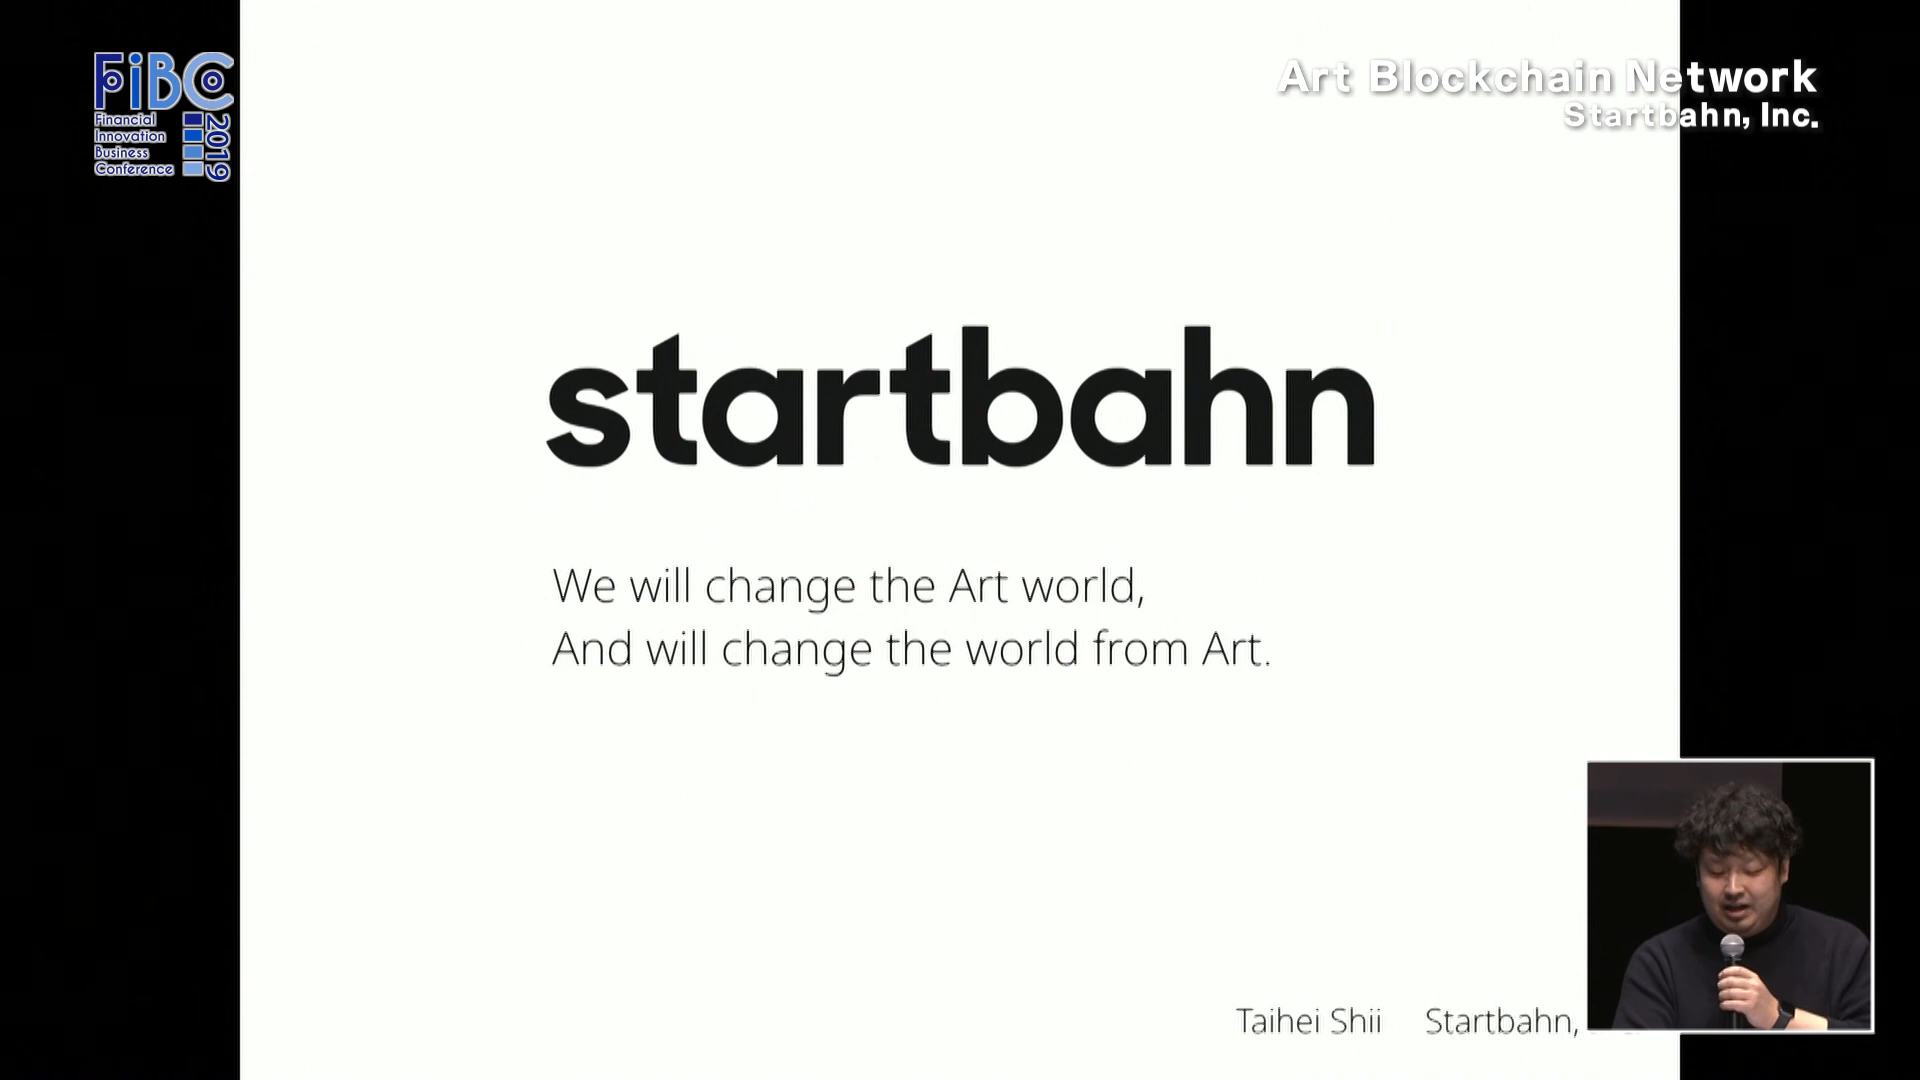 FiBC 2019
Financial
Innovation
Business
Conference
Art Blockchain Network
Startbahn, Inc.
startbahn
We will change the Art world,
And will change the world from Art.
Taihei Shii Startbahn,